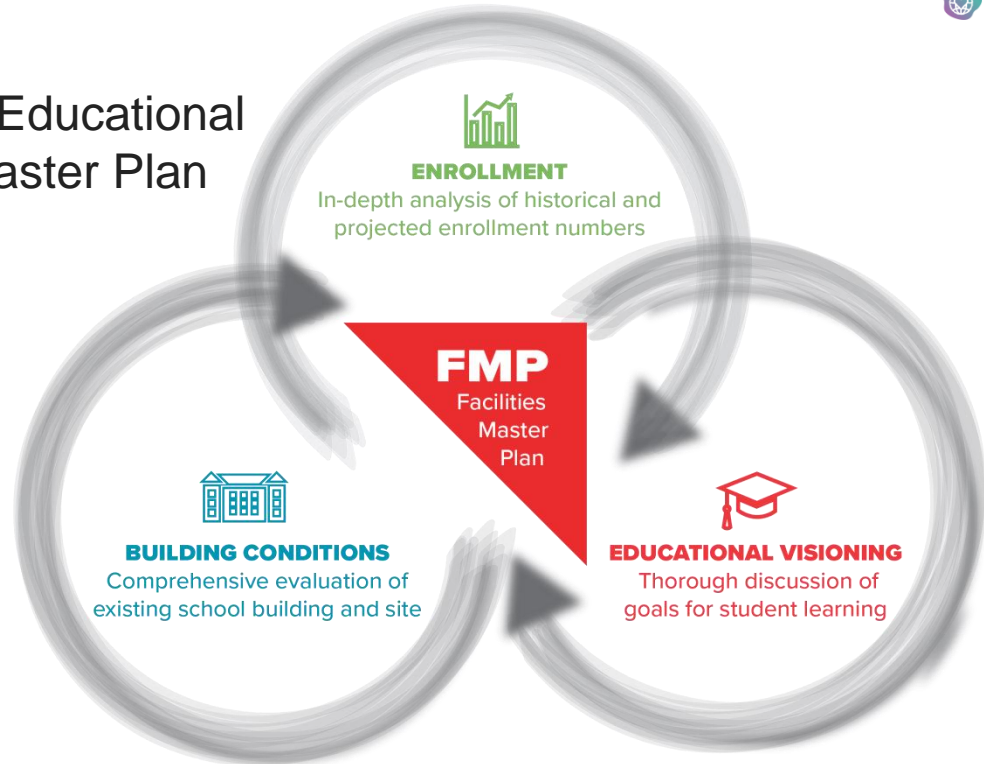 Educational
aster Plan
ENROLLMENT
In-depth analysis of historical and
projected enrollment numbers
FMP
Facilities
Master
Plan
BUILDING CONDITIONS
Comprehensive evaluation of
existing school building and site
EDUCATIONAL VISIONING
Thorough discussion of
goals for student learning